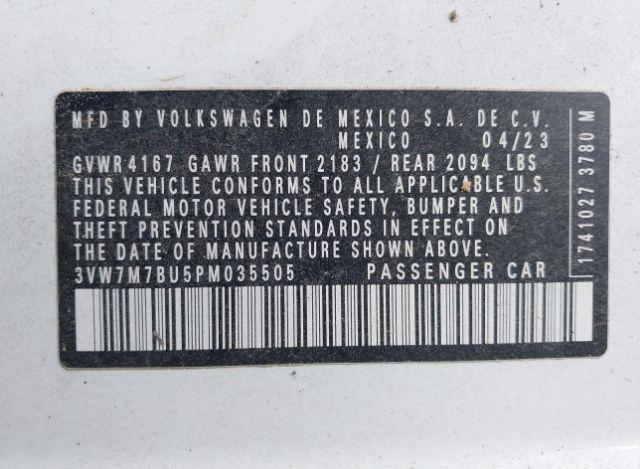 MFD BY VOLKSWAGEN DE MEXICO S.A. DE C.V.
MEXICO 04/23
GVWR 4167 GAWR FRONT 2183 / REAR 2094 LBS
THIS VEHICLE CONFORMS TO ALL APPLICABLE U.S.
FEDERAL MOTOR VEHICLE SAFETY, BUMPER AND
THEFT PREVENTION STANDARDS IN EFFECT ON
THE DATE OF MANUFACTURE SHOWN ABOVE.
3VW7M7BU5PM035505 PASSENGER CAR
1741027 3780 M